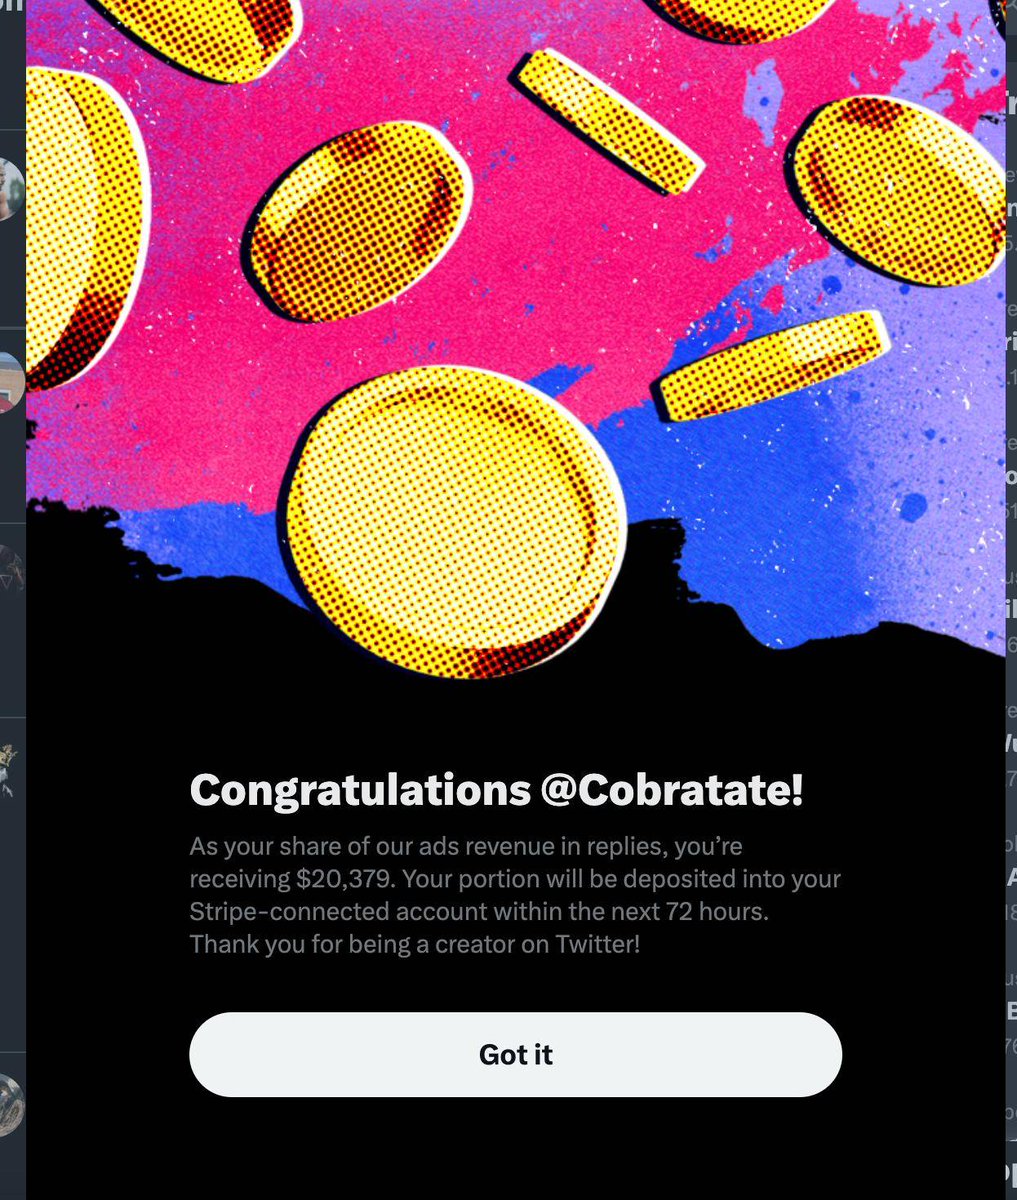 Congratulations @Cobratate!
As your share of our ads revenue in replies, you’re
receiving $20,379. Your portion will be deposited into your
Stripe-connected account within the next 72 hours.
Thank you for being a creator on Twitter!
Got it